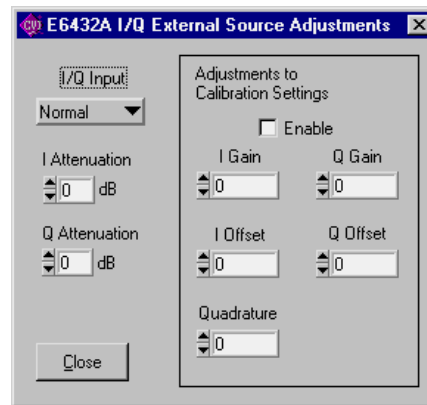 CVI E6432A I/Q External Source Adjustments
I/Q Input
Normal
I Attenuation
0 dB
Q Attenuation
0 dB
Close
Adjustments to
Calibration Settings
Enable
I Gain Q Gain
0 0
I Offset Q Offset
0 0
Quadrature
0